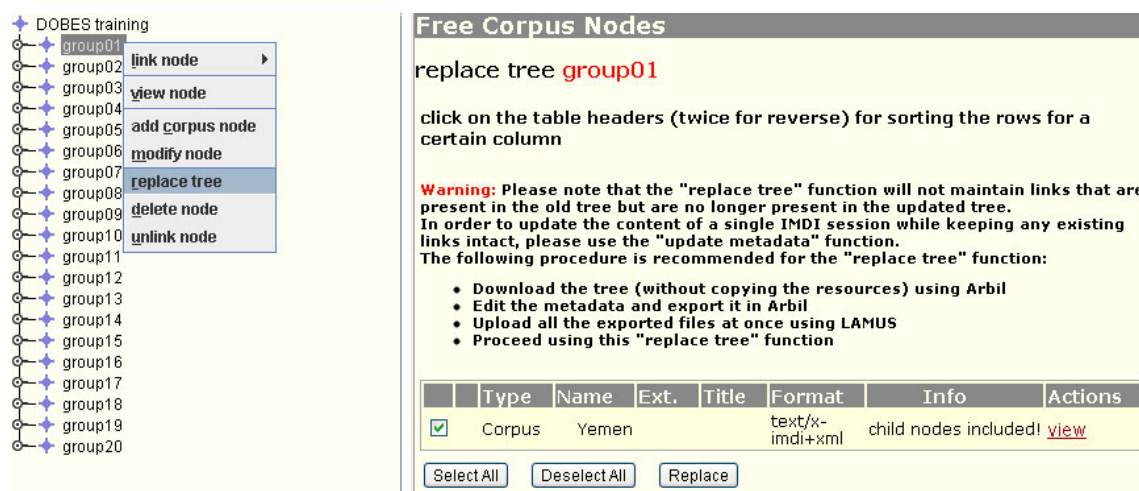 DOBES training
group01
group02
group03
group04
group05
group06
group07
group08
group09
group10
group11
group12
group13
group14
group15
group16
group17
group18
group19
group20
link node
view node
add corpus node
modify node
replace tree
delete node
unlink node
Free Corpus Nodes
replace tree group01
click on the table headers (twice for reverse) for sorting the rows for a
certain column
Warning: Please note that the "replace tree" function will not maintain links that are
present in the old tree but are no longer present in the updated tree.
In order to update the content of a single IMDI session while keeping any existing
links intact, please use the "update metadata" function.
The following procedure is recommended for the "replace tree" function:
• Download the tree (without copying the resources) using Arbil
• Edit the metadata and export it in Arbil
• Upload all the exported files at once using LAMUS
• Proceed using this "replace tree" function
Type Name Ext. Title Format Info Actions
Corpus Yemen text/x-imdi+xml child nodes included! view
Select All Deselect All Replace